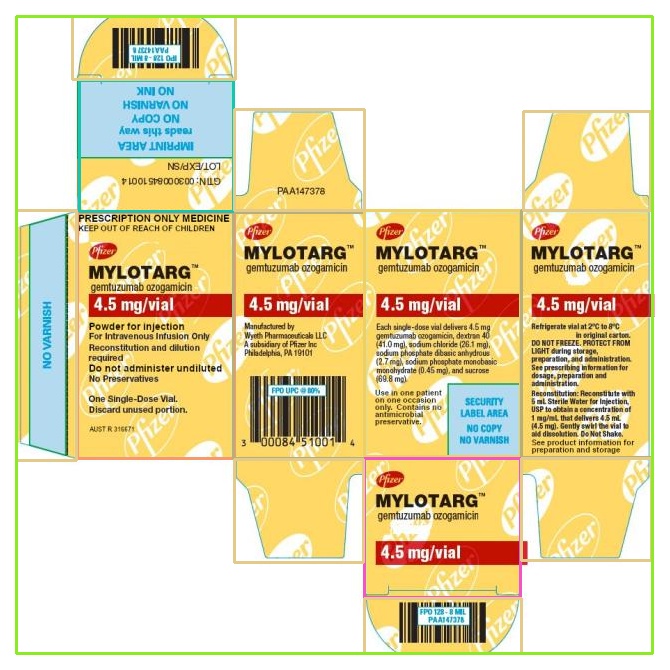 FPO 128 - 8 MIL
PAA147378
IMPRINT AREA
reads this way
NO COPY
NO VARNISH
NO INK
GTIN: 00300084510014
LOT/EXP/SN
PAA147378
Pfizer
Pfizer
NO VARNISH
PRESCRIPTION ONLY MEDICINE
KEEP OUT OF REACH OF CHILDREN
Pfizer
MYLOTARG™
gemtuzumab ozogamicin
4.5 mg/vial
Powder for injection
For Intravenous Infusion Only
Reconstitution and dilution
required
Do not administer undiluted
No Preservatives
One Single-Dose Vial.
Discard unused portion.
AUST R 316671
Pfizer
MYLOTARG™
gemtuzumab ozogamicin
4.5 mg/vial
Manufactured by
Wyeth Pharmaceuticals LLC
A subsidiary of Pfizer Inc
Philadelphia, PA 19101
FPO UPC @ 80%
3 00084 51001 4
Pfizer
MYLOTARG™
gemtuzumab ozogamicin
4.5 mg/vial
Each single-dose vial delivers 4.5 mg
gemtuzumab ozogamicin, dextran 40
(41.0 mg), sodium chloride (26.1 mg),
sodium phosphate dibasic anhydrous
(2.7 mg), sodium phosphate monobasic
monohydrate (0.45 mg), and sucrose
(69.8 mg).
Use in one patient
on one occasion
only. Contains no
antimicrobial
preservative.
SECURITY
LABEL AREA
NO COPY
NO VARNISH
Pfizer
MYLOTARG™
gemtuzumab ozogamicin
4.5 mg/vial
Refrigerate vial at 2°C to 8°C
in original carton.
DO NOT FREEZE. PROTECT FROM
LIGHT during storage,
preparation, and administration.
See prescribing information for
dosage, preparation and
administration.
Reconstitution: Reconstitute with
5 mL Sterile Water for Injection,
USP to obtain a concentration of
1 mg/mL that delivers 4.5 mL
(4.5 mg). Gently swirl the vial to
aid dissolution. Do Not Shake.
See product information for
preparation and storage
Pfizer
MYLOTARG™
gemtuzumab ozogamicin
4.5 mg/vial
FPO 128 - 8 MIL
PAA147378